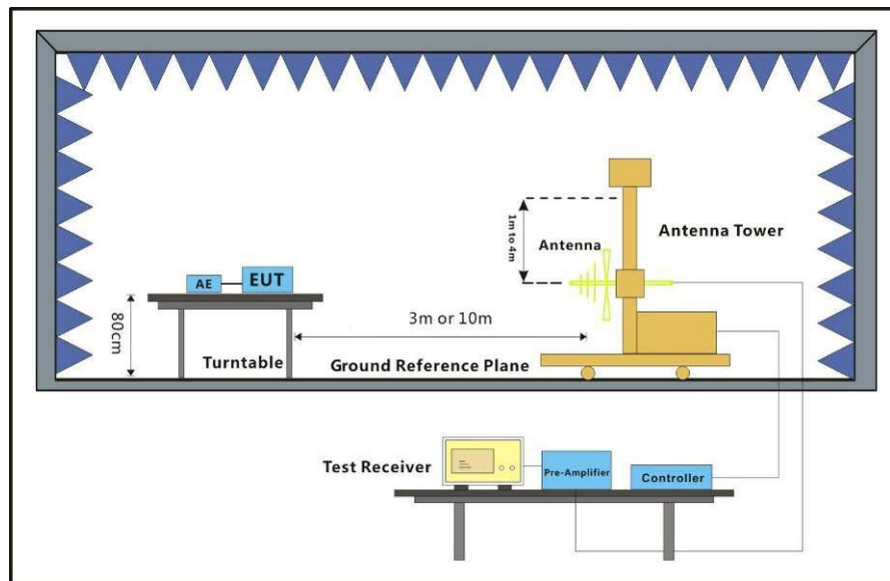 1m to 4m
Antenna
Antenna Tower
AE
EUT
80cm
3m or 10m
Turntable
Ground Reference Plane
Test Receiver
Pre-Amplifier
Controller